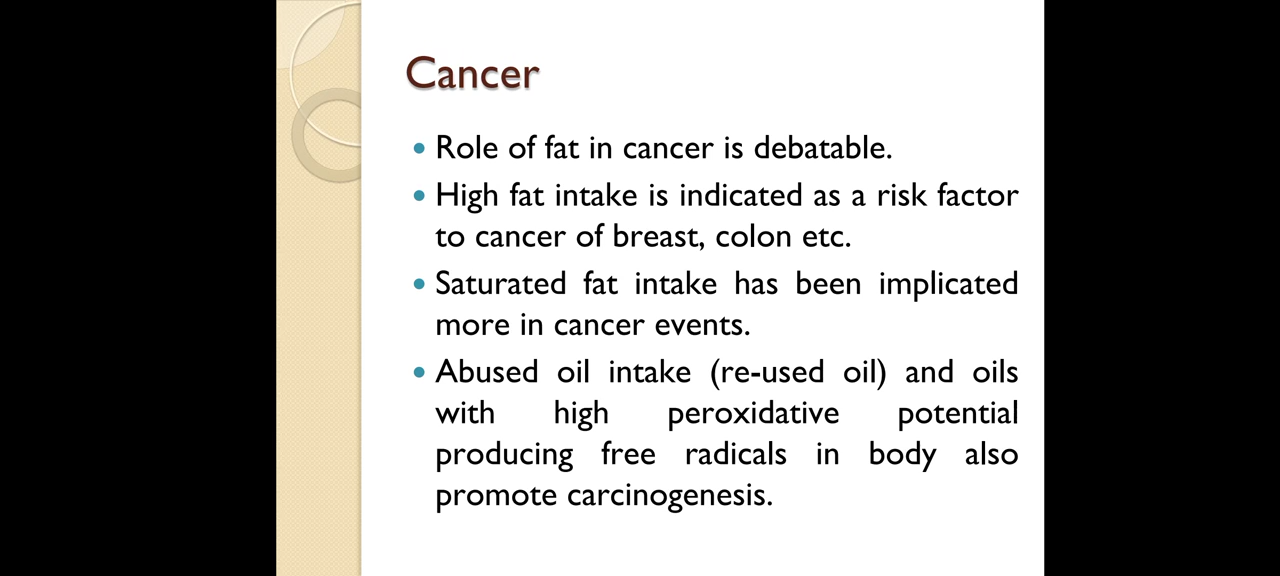 Cancer
• Role of fat in cancer is debatable.
• High fat intake is indicated as a risk factor
to cancer of breast, colon etc.
• Saturated fat intake has been implicated
more in cancer events.
• Abused oil intake (re-used oil) and oils
with high peroxidative potential
producing free radicals in body also
promote carcinogenesis.